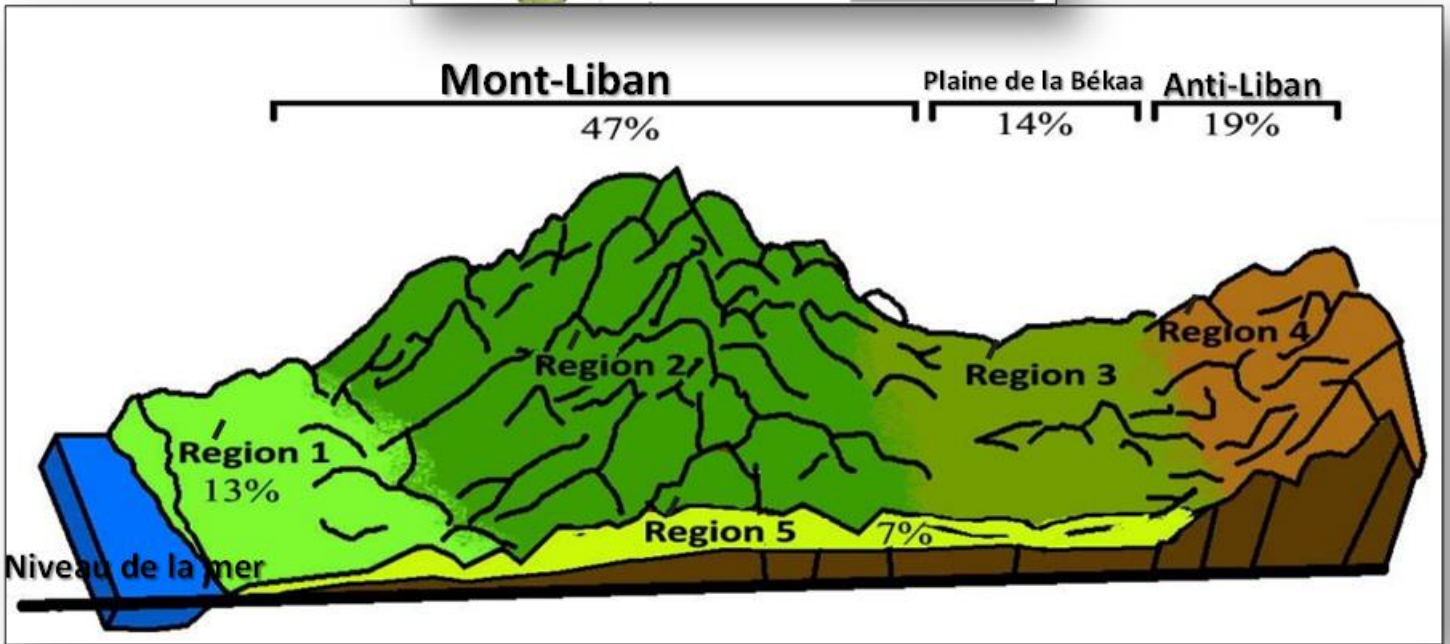 Mont-Liban
47%
Plaine de la Békaa
14%
Anti-Liban
19%
Region 1
13%
Region 2
Region 3
Region 4
Region 5
7%
Niveau de la mer